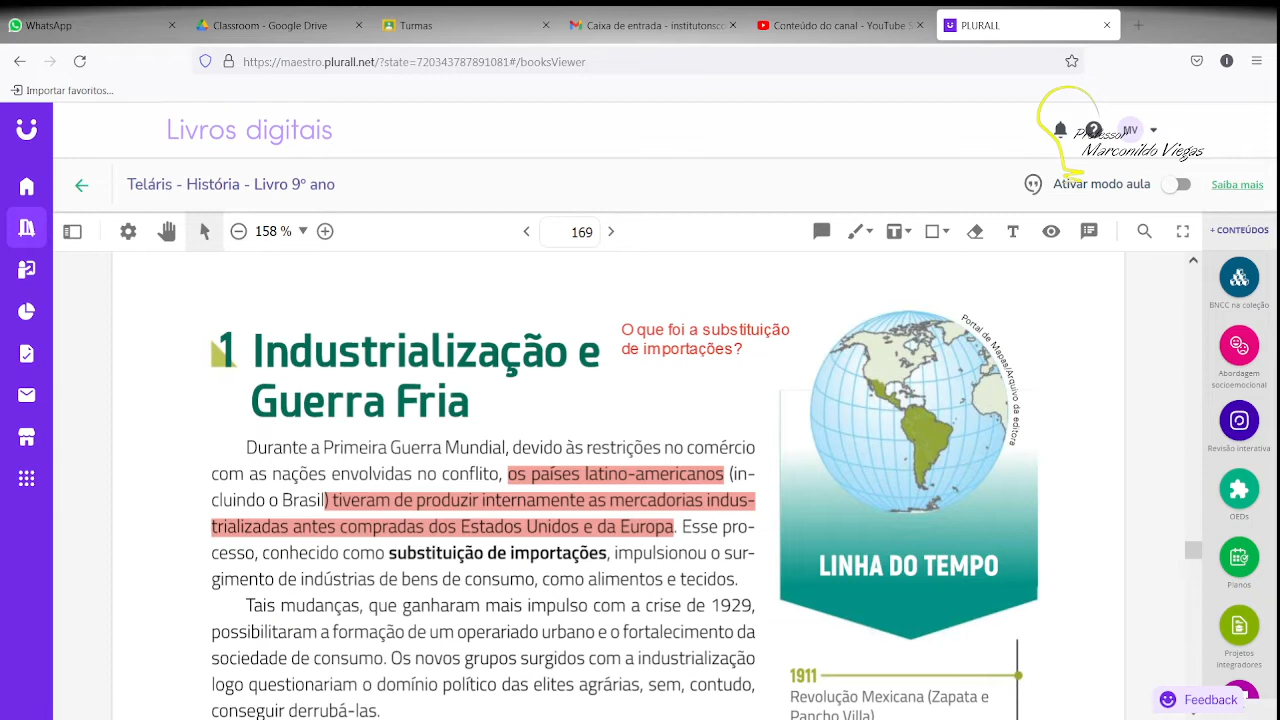 WhatsApp
Classroom - Google Drive
Turmas
Caixa de entrada - institutonsco
Conteúdo do canal - YouTube S
PLURALL
https://maestro.plurall.net/?state=720343787891081#/booksViewer
Importar favoritos...
Livros digitais
MV
Professor
Marconildo Viegas
Teláris - História - Livro 9º ano
Ativar modo aula
Saiba mais
158 %
169
+ CONTEÚDOS
1 Industrialização e
Guerra Fria
O que foi a substituição
de importações?
Portal de Mapas/Arquivo da editora
Durante a Primeira Guerra Mundial, devido às restrições no comércio
com as nações envolvidas no conflito, os países latino-americanos (in-
cluindo o Brasil) tiveram de produzir internamente as mercadorias indus-
trializadas antes compradas dos Estados Unidos e da Europa. Esse pro-
cesso, conhecido como substituição de importações, impulsionou o sur-
gimento de indústrias de bens de consumo, como alimentos e tecidos.
Tais mudanças, que ganharam mais impulso com a crise de 1929,
possibilitaram a formação de um operariado urbano e o fortalecimento da
sociedade de consumo. Os novos grupos surgidos com a industrialização
logo questionariam o domínio político das elites agrárias, sem, contudo,
conseguir derrubá-las.
LINHA DO TEMPO
1911
Revolução Mexicana (Zapata e
Pancho Villa)
BNCC na coleção
Abordagem
socioemocional
Revisão interativa
OEDs
Planos
Projetos
integradores
Feedback